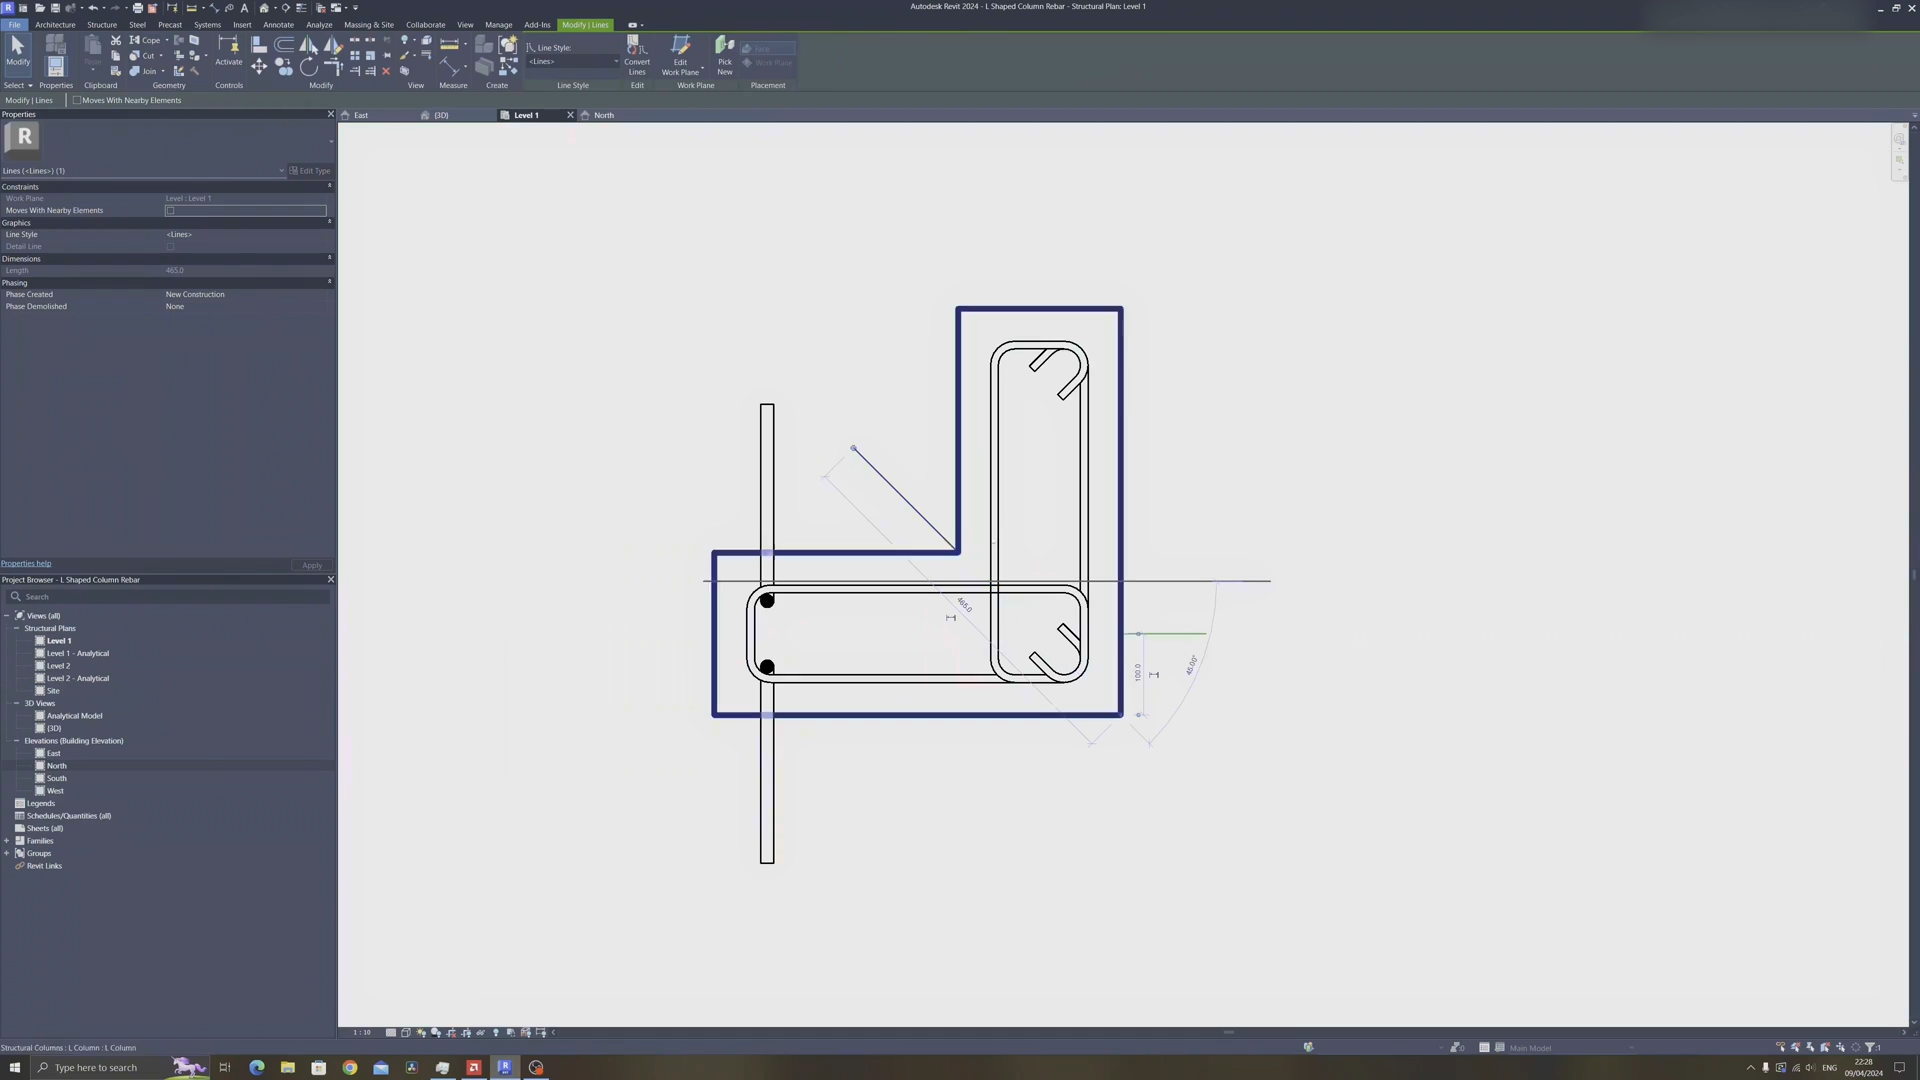 Autodesk Revit 2024 - L Shaped Column Rebar - Structural Plan: Level 1
File Architecture Structure Steel Precast Systems Insert Annotate Analyze Massing & Site Collaborate View Manage Add-Ins Modify | Lines
Modify
Cope
Cut
Join
Activate
Line Style:
<Lines>
Convert
Lines
Edit
Work Plane
Pick
New
Face
Work Plane
Select Properties Clipboard Geometry Controls Modify View Measure Create Line Style Edit Work Plane Placement
Modify | Lines Moves With Nearby Elements
Properties
East {3D} Level 1 North
R
Lines (<Lines>) (1) Edit Type
Constraints
Work Plane Level : Level 1
Moves With Nearby Elements
Graphics
Line Style <Lines>
Detail Line
Dimensions
Length 465.0
Phasing
Phase Created New Construction
Phase Demolished None
Properties help Apply
Project Browser - L Shaped Column Rebar
Search
Views (all)
Structural Plans
Level 1
Level 1 - Analytical
Level 2
Level 2 - Analytical
Site
3D Views
Analytical Model
{3D}
Elevations (Building Elevation)
East
North
South
West
Legends
Schedules/Quantities (all)
Sheets (all)
Families
Groups
Revit Links
465.0
100.0
45.00°
1 : 10
Structural Columns : L Column : L Column
:0
Main Model
:1
Type here to search
ENG
22:28
09/04/2024